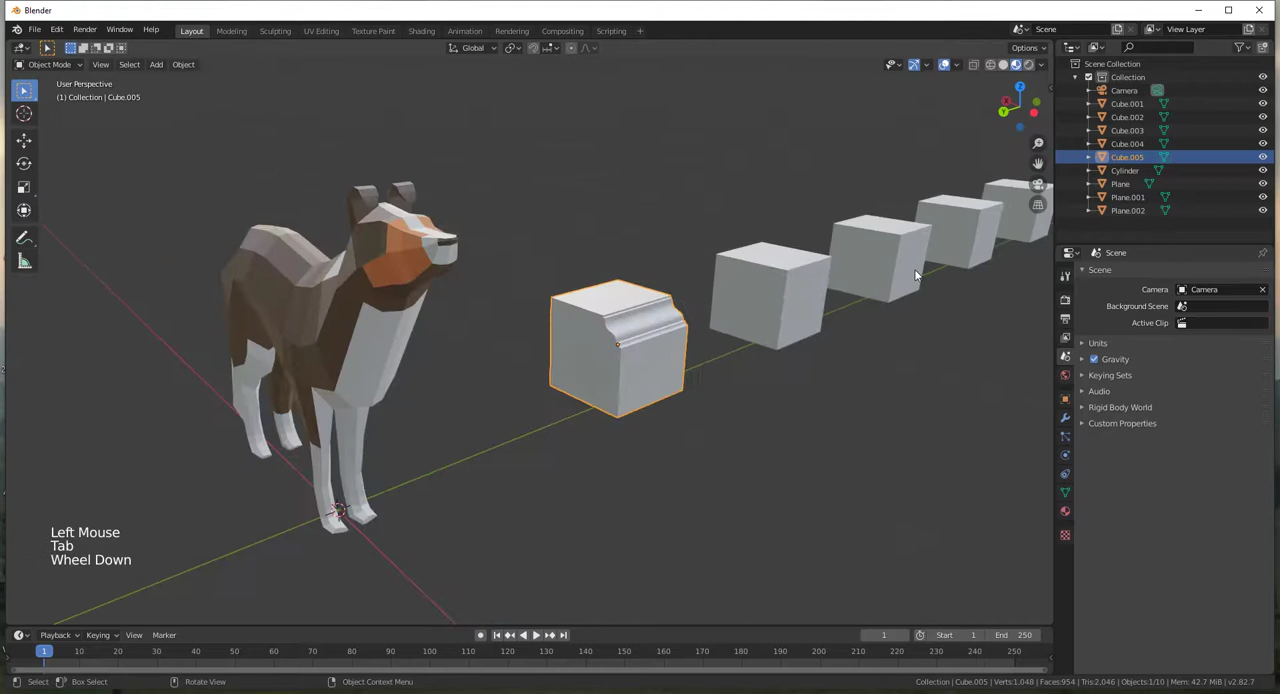 Blender
File Edit Render Window Help Layout Modeling Sculpting UV Editing Texture Paint Shading Animation Rendering Compositing Scripting + Scene View Layer
Global Options
Object Mode View Select Add Object
User Perspective
(1) Collection | Cube.005
Z
Y
Left Mouse
Tab
Wheel Down
Scene Collection
Collection
Camera
Cube.001
Cube.002
Cube.003
Cube.004
Cube.005
Cylinder
Plane
Plane.001
Plane.002
Scene
Scene
Camera Camera
Background Scene
Active Clip
Units
Gravity
Keying Sets
Audio
Rigid Body World
Custom Properties
Playback Keying View Marker 1 Start 1 End 250
1 10 20 30 40 50 60 70 80 90 100 110 120 130 140 150 160 170 180 190 200 210 220 230 240 250
Select Box Select Rotate View Object Context Menu Collection | Cube.005 | Verts:1,048 | Faces:954 | Tris:2,046 | Objects:1/10 | Mem: 42.7 MiB | v2.82.7